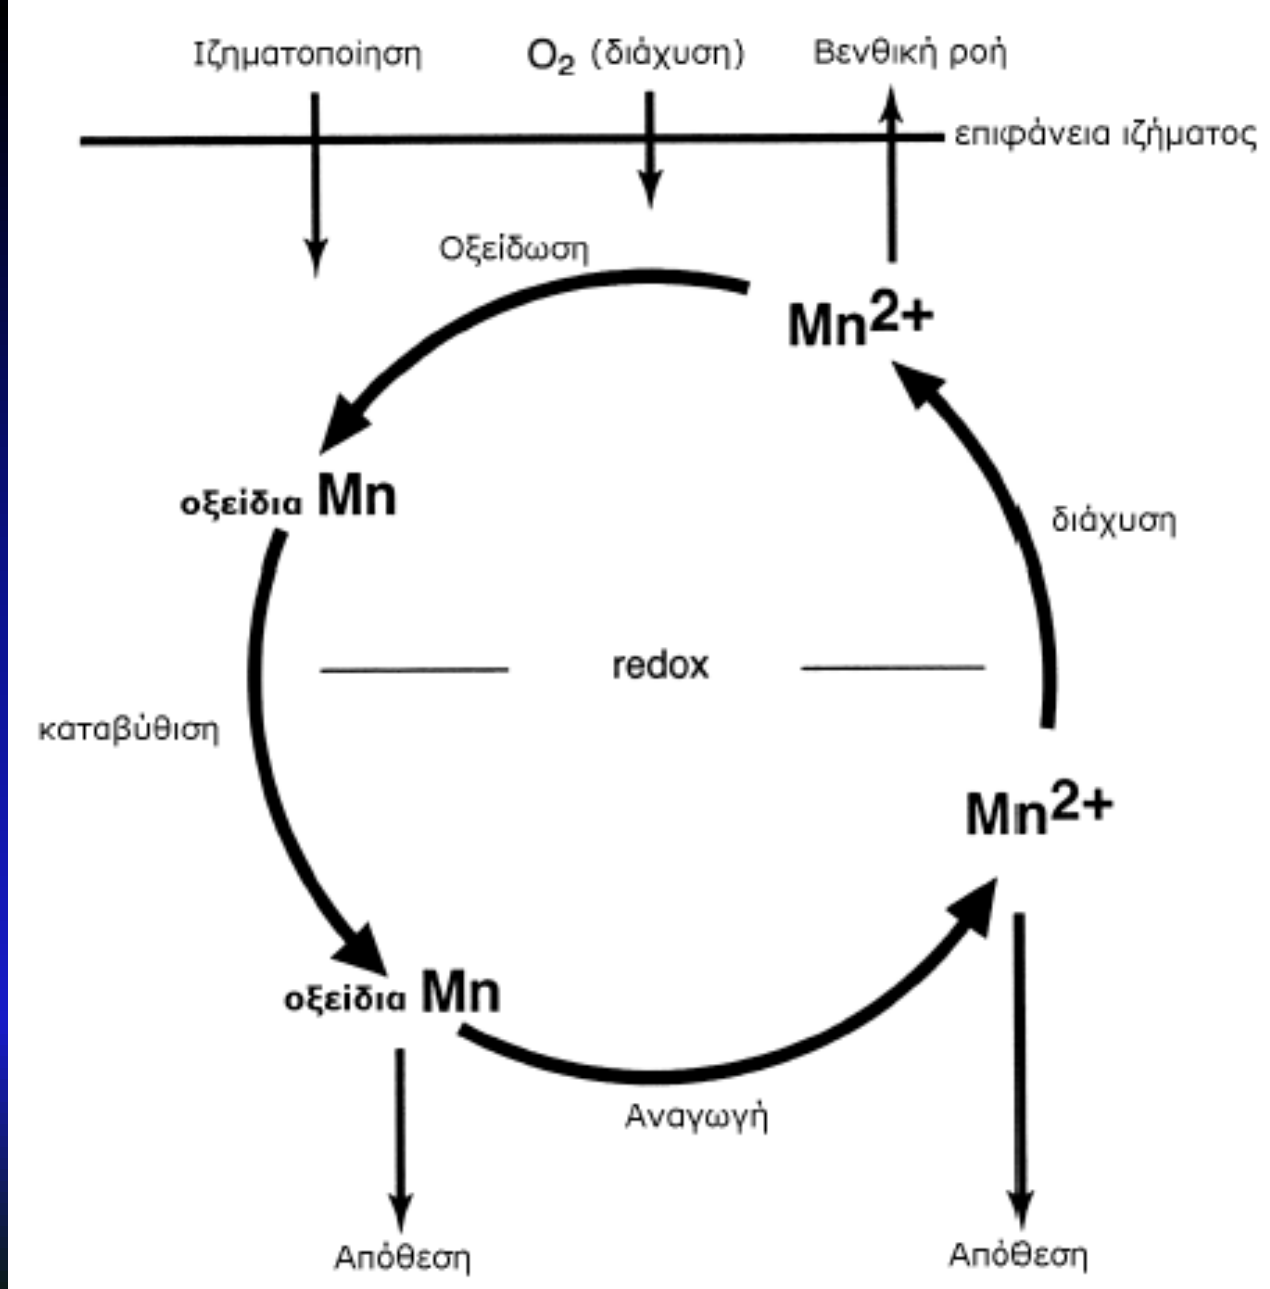 Ιζηματοποίηση
O₂ (διάχυση)
Βενθική ροή
επιφάνεια ιζήματος
Οξείδωση
Mn²⁺
οξείδια Mn
διάχυση
redox
καταβύθιση
Mn²⁺
οξείδια Mn
Αναγωγή
Απόθεση
Απόθεση